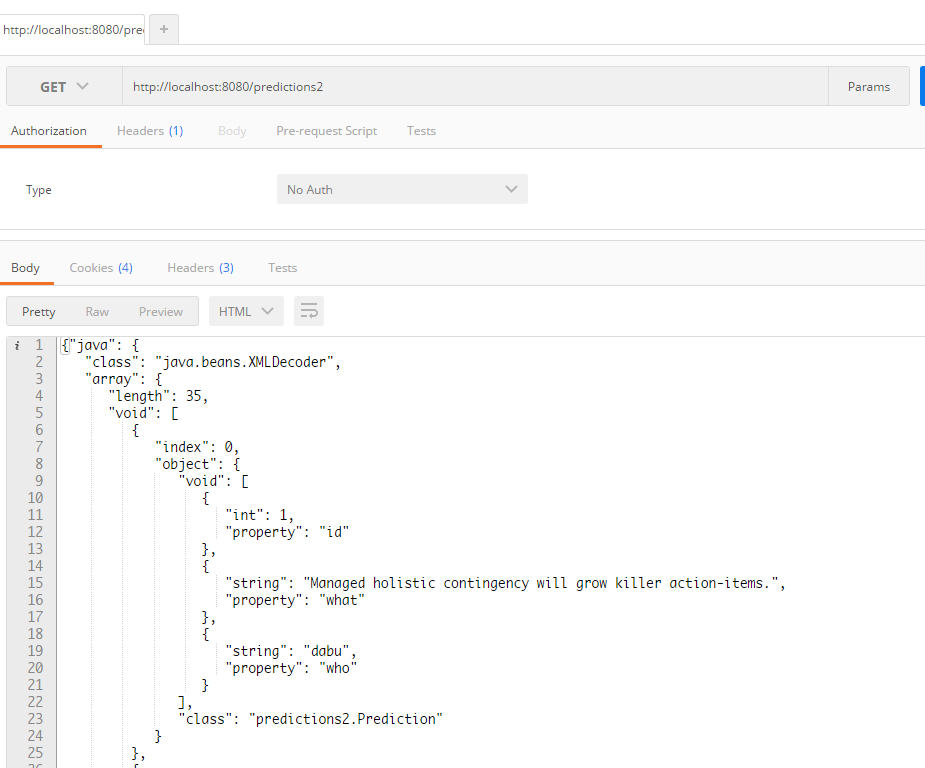 http://localhost:8080/pre
+
GET http://localhost:8080/predictions2 Params
Authorization Headers (1) Body Pre-request Script Tests
Type No Auth
Body Cookies (4) Headers (3) Tests
Pretty Raw Preview HTML
i 1 {"java": {
2 "class": "java.beans.XMLDecoder",
3 "array": {
4 "length": 35,
5 "void": [
6 {
7 "index": 0,
8 "object": {
9 "void": [
10 {
11 "int": 1,
12 "property": "id"
13 },
14 {
15 "string": "Managed holistic contingency will grow killer action-items.",
16 "property": "what"
17 },
18 {
19 "string": "dabu",
20 "property": "who"
21 }
22 ],
23 "class": "predictions2.Prediction"
24 }
25 },
26 {